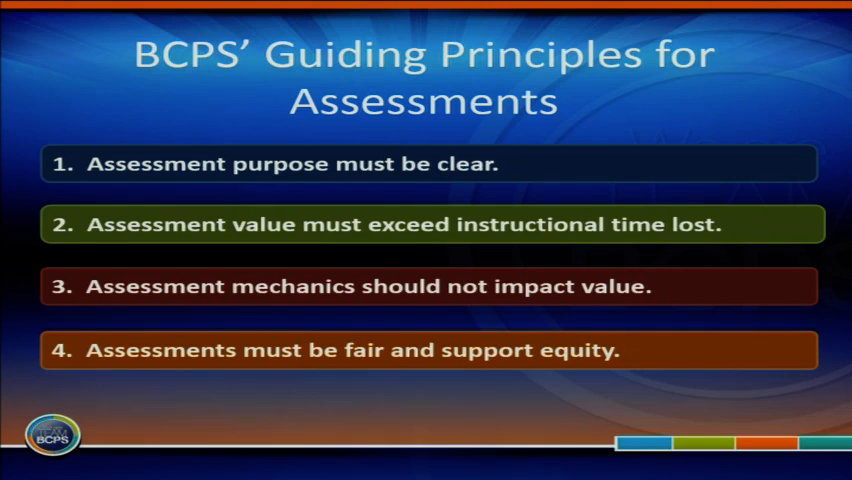 BCPS' Guiding Principles for
Assessments
1. Assessment purpose must be clear.
2. Assessment value must exceed instructional time lost.
3. Assessment mechanics should not impact value.
4. Assessments must be fair and support equity.
TEAM
BCPS